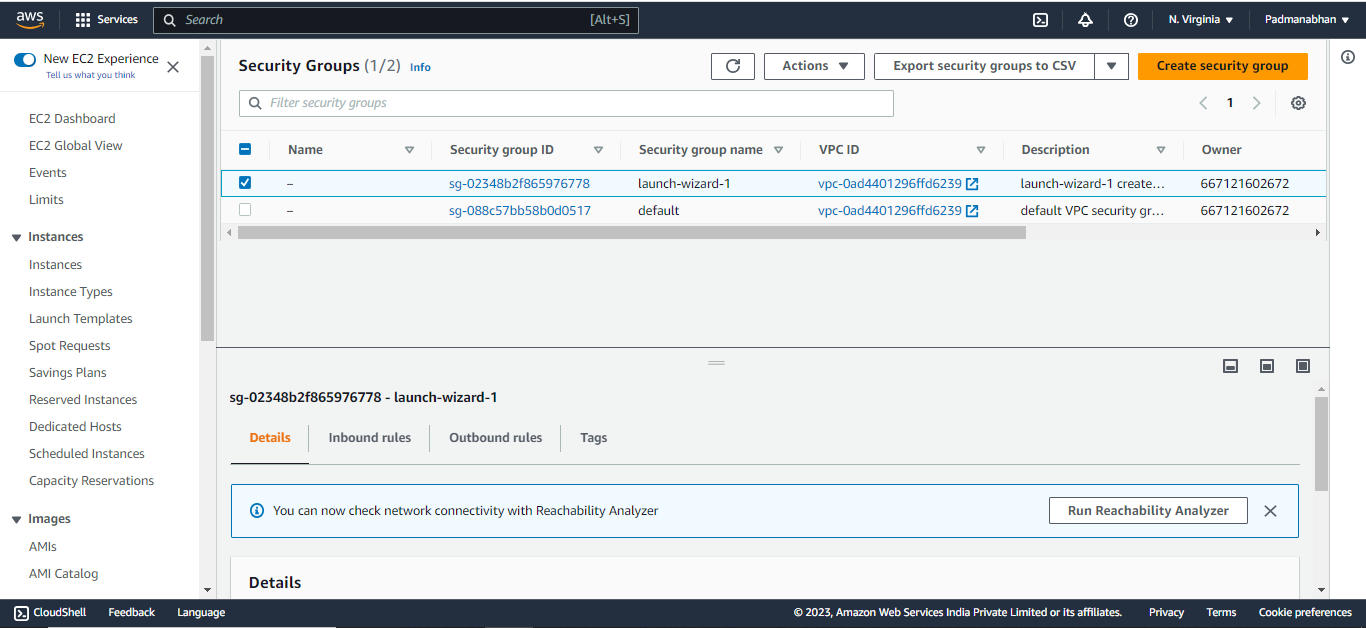 aws Services Search [Alt+S] N. Virginia Padmanabhan
New EC2 Experience
Tell us what you think
EC2 Dashboard
EC2 Global View
Events
Limits
Instances
Instances
Instance Types
Launch Templates
Spot Requests
Savings Plans
Reserved Instances
Dedicated Hosts
Scheduled Instances
Capacity Reservations
Images
AMIs
AMI Catalog
Security Groups (1/2) Info Actions Export security groups to CSV Create security group
Filter security groups 1
Name Security group ID Security group name VPC ID Description Owner
– sg-02348b2f865976778 launch-wizard-1 vpc-0ad4401296ffd6239 launch-wizard-1 create... 667121602672
– sg-088c57bb58b0d0517 default vpc-0ad4401296ffd6239 default VPC security gr... 667121602672
sg-02348b2f865976778 - launch-wizard-1
Details Inbound rules Outbound rules Tags
You can now check network connectivity with Reachability Analyzer Run Reachability Analyzer
Details
CloudShell Feedback Language © 2023, Amazon Web Services India Private Limited or its affiliates. Privacy Terms Cookie preferences